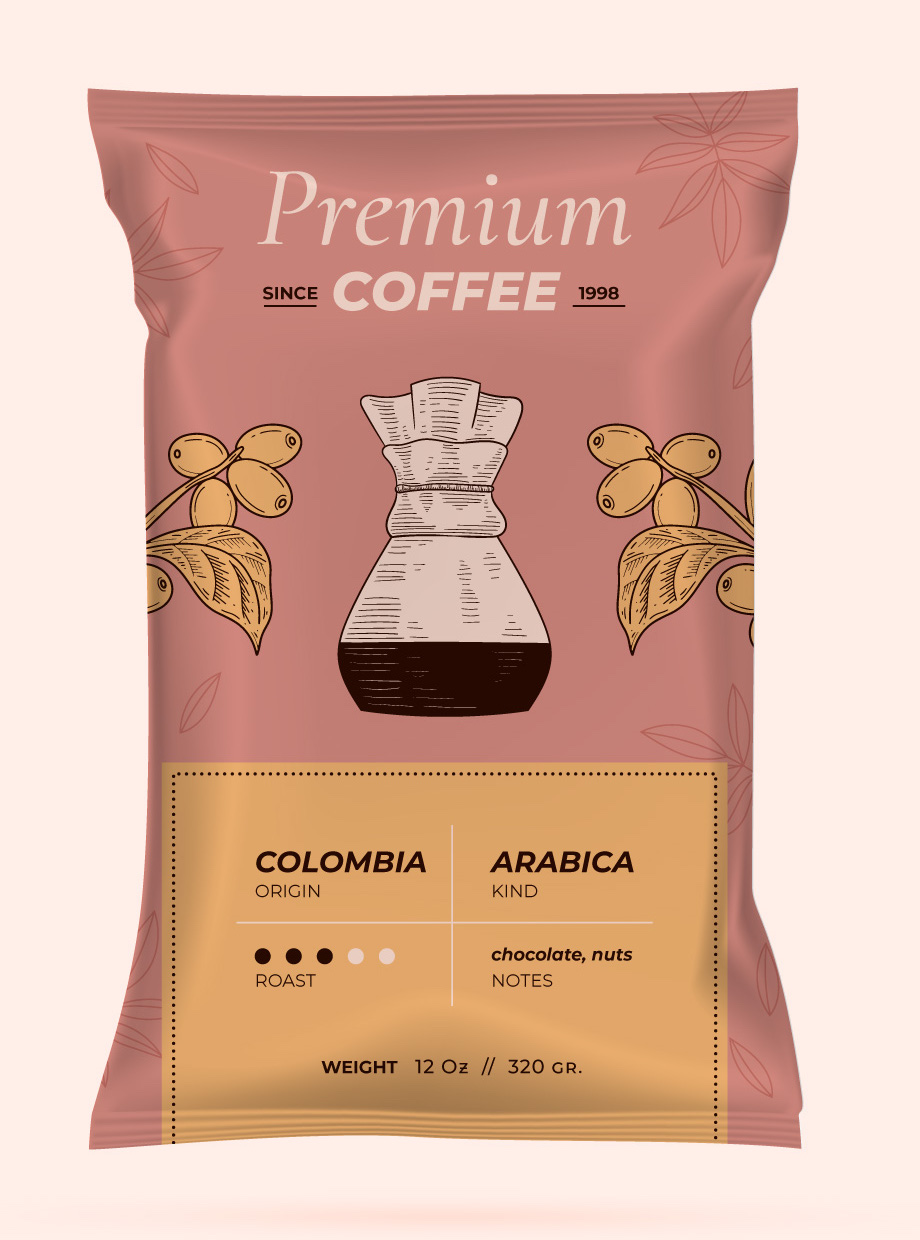 Premium
SINCE COFFEE 1998
COLOMBIA
ORIGIN
ARABICA
KIND
ROAST
chocolate, nuts
NOTES
WEIGHT 12 Oz // 320 GR.